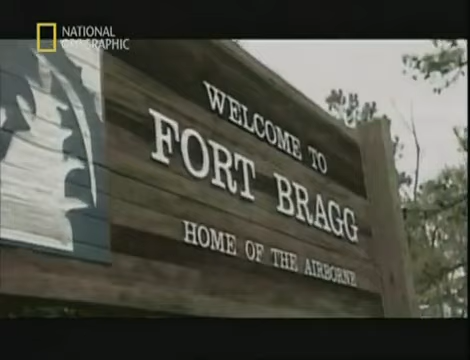 NATIONAL
GEOGRAPHIC
WELCOME TO
FORT BRAGG
HOME OF THE AIRBORNE